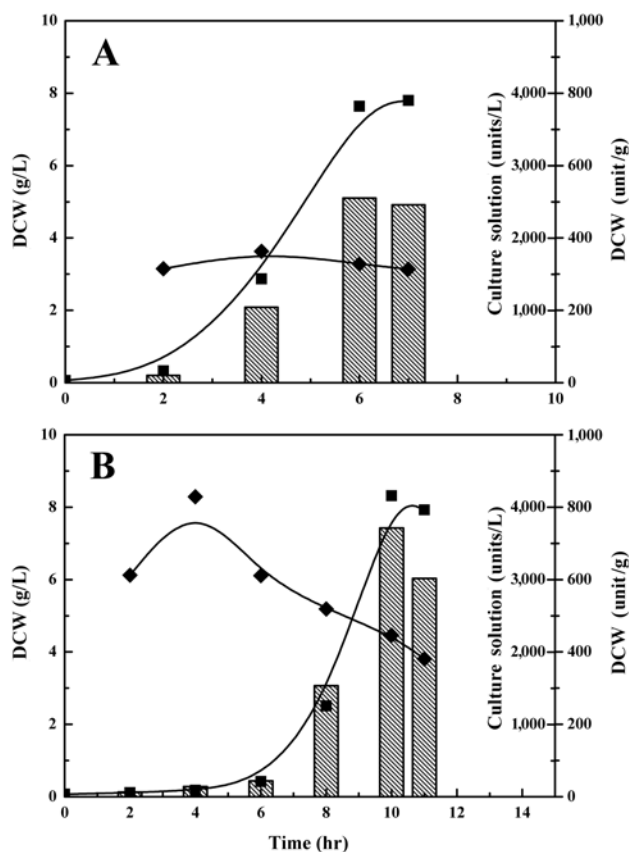 A
10
8
6
4
2
0
DCW (g/L)
0 2 4 6 8 10
1,000
4,000 800
3,000 600
2,000 400
1,000 200
0
Culture solution (units/L)
DCW (unit/g)
B
10
8
6
4
2
0
DCW (g/L)
0 2 4 6 8 10 12 14
1,000
4,000 800
3,000 600
2,000 400
1,000 200
0
Culture solution (units/L)
DCW (unit/g)
Time (hr)